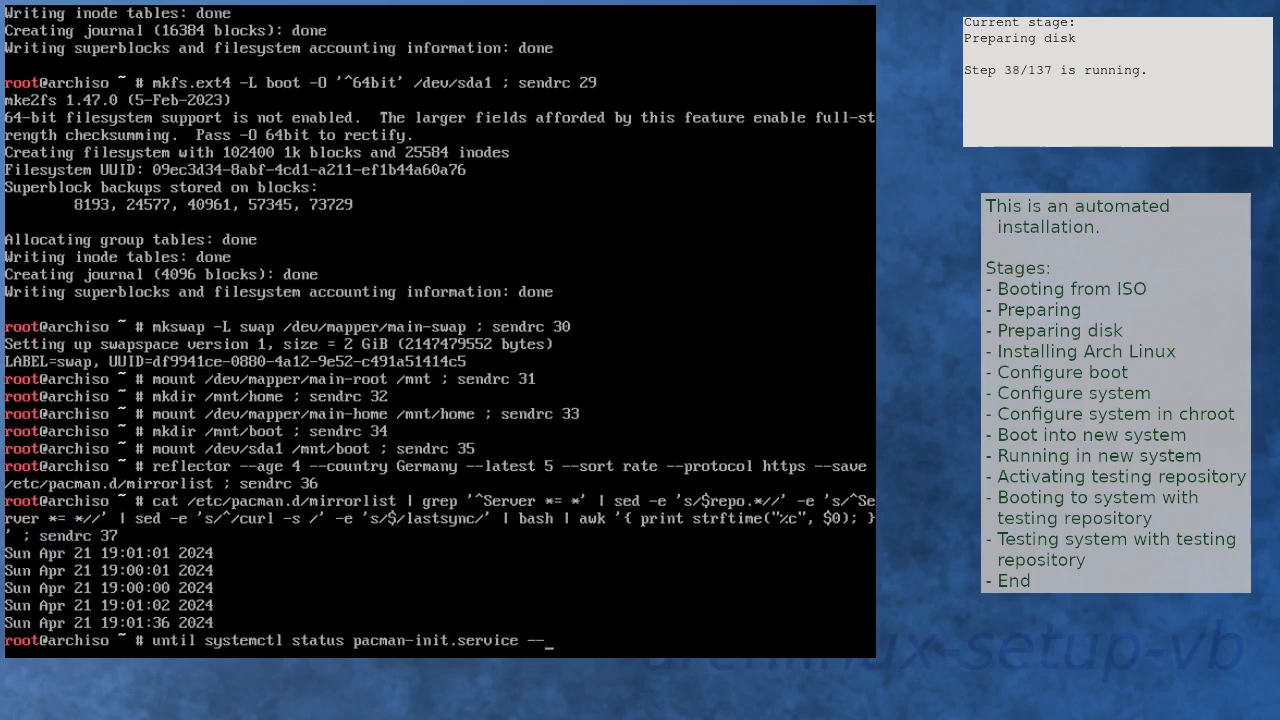 Writing inode tables: done
Creating journal (16384 blocks): done
Writing superblocks and filesystem accounting information: done
root@archiso ~ # mkfs.ext4 -L boot -O '^64bit' /dev/sda1 ; sendrc 29
mke2fs 1.47.0 (5-Feb-2023)
64-bit filesystem support is not enabled.  The larger fields afforded by this feature enable full-st
rength checksumming.  Pass -O 64bit to rectify.
Creating filesystem with 102400 1k blocks and 25584 inodes
Filesystem UUID: 09ec3d34-8abf-4cd1-a211-ef1b44a60a76
Superblock backups stored on blocks:
        8193, 24577, 40961, 57345, 73729
Allocating group tables: done
Writing inode tables: done
Creating journal (4096 blocks): done
Writing superblocks and filesystem accounting information: done
root@archiso ~ # mkswap -L swap /dev/mapper/main-swap ; sendrc 30
Setting up swapspace version 1, size = 2 GiB (2147479552 bytes)
LABEL=swap, UUID=df9941ce-0880-4a12-9e52-c491a51414c5
root@archiso ~ # mount /dev/mapper/main-root /mnt ; sendrc 31
root@archiso ~ # mkdir /mnt/home ; sendrc 32
root@archiso ~ # mount /dev/mapper/main-home /mnt/home ; sendrc 33
root@archiso ~ # mkdir /mnt/boot ; sendrc 34
root@archiso ~ # mount /dev/sda1 /mnt/boot ; sendrc 35
root@archiso ~ # reflector --age 4 --country Germany --latest 5 --sort rate --protocol https --save
/etc/pacman.d/mirrorlist ; sendrc 36
root@archiso ~ # cat /etc/pacman.d/mirrorlist | grep '^Server *= *' | sed -e 's/$repo.*//' -e 's/^Se
rver *= *//' | sed -e 's/^/curl -s /' -e 's/$/lastsync/' | bash | awk '{ print strftime("%c", $0); }
' ; sendrc 37
Sun Apr 21 19:01:01 2024
Sun Apr 21 19:00:01 2024
Sun Apr 21 19:00:00 2024
Sun Apr 21 19:01:02 2024
Sun Apr 21 19:01:36 2024
root@archiso ~ # until systemctl status pacman-init.service --_
Current stage:
Preparing disk
Step 38/137 is running.
This is an automated
installation.
Stages:
- Booting from ISO
- Preparing
- Preparing disk
- Installing Arch Linux
- Configure boot
- Configure system
- Configure system in chroot
- Boot into new system
- Running in new system
- Activating testing repository
- Booting to system with
testing repository
- Testing system with testing
repository
- End
archlinux-setup-vb